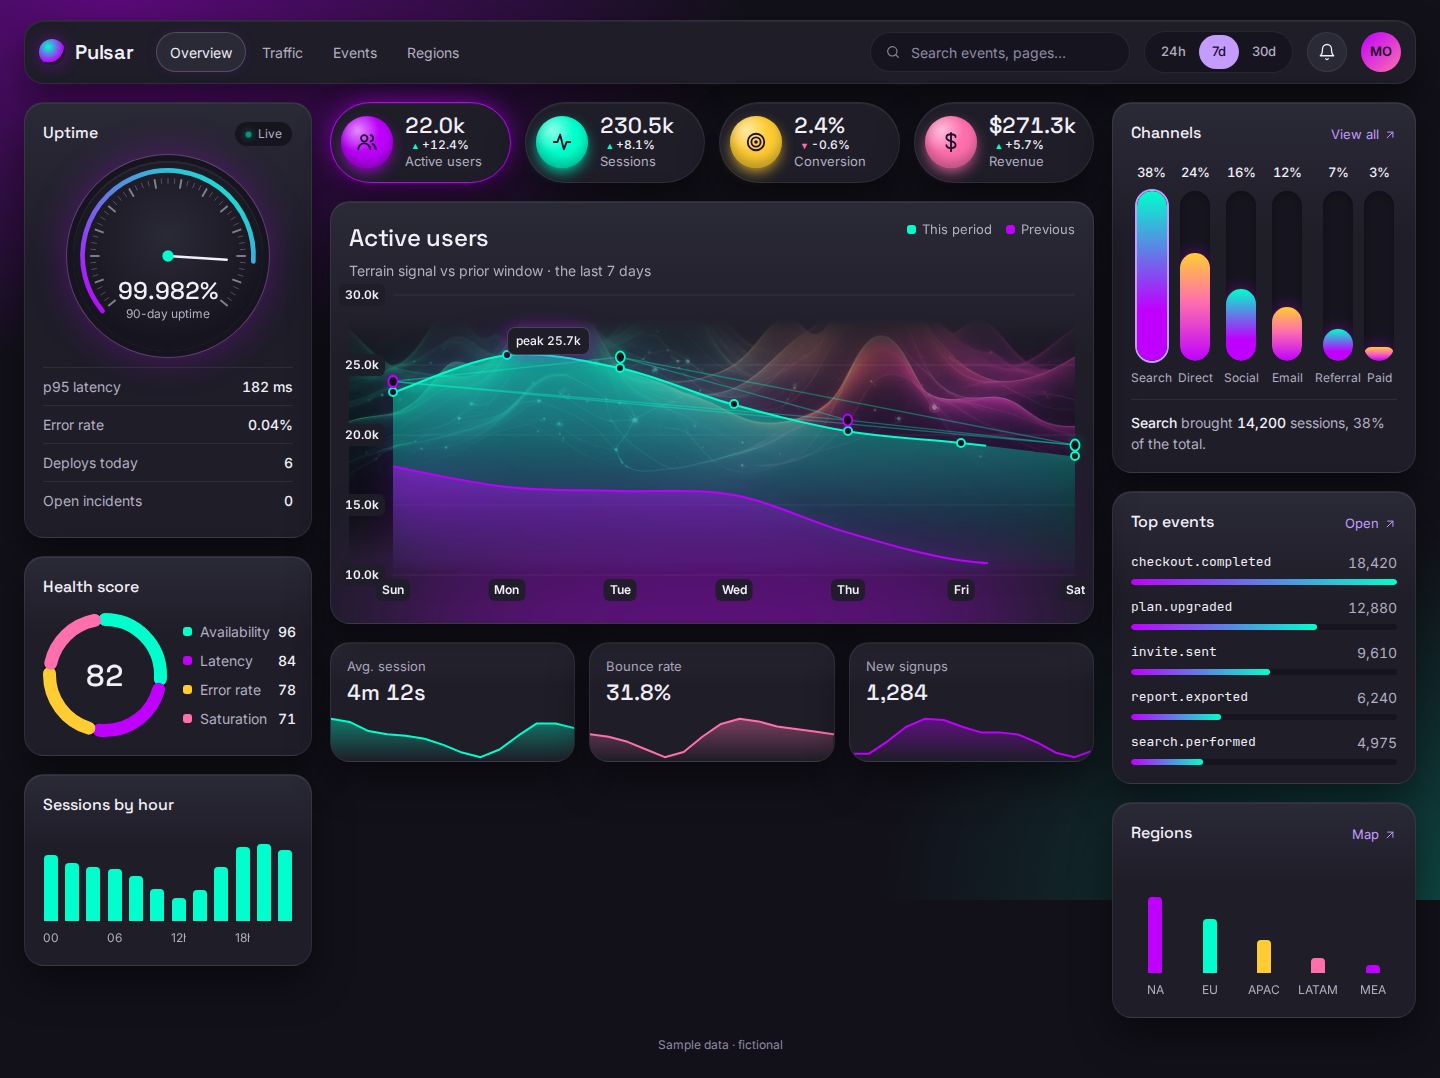 Pulsar
Overview
Traffic
Events
Regions
Search events, pages...
24h
7d
30d
MO
Uptime
Live
99.982%
90-day uptime
p95 latency 182 ms
Error rate 0.04%
Deploys today 6
Open incidents 0
Health score
82
Availability 96
Latency 84
Error rate 78
Saturation 71
Sessions by hour
00
06
12h
18h
22.0k
▲ +12.4%
Active users
230.5k
▲ +8.1%
Sessions
2.4%
▼ -0.6%
Conversion
$271.3k
▲ +5.7%
Revenue
Active users
This period
Previous
Terrain signal vs prior window · the last 7 days
30.0k
25.0k
20.0k
15.0k
10.0k
peak 25.7k
Sun
Mon
Tue
Wed
Thu
Fri
Sat
Avg. session
4m 12s
Bounce rate
31.8%
New signups
1,284
Channels
View all ↗
38% 24% 16% 12% 7% 3%
Search Direct Social Email Referral Paid
Search brought 14,200 sessions, 38%
of the total.
Top events
Open ↗
checkout.completed 18,420
plan.upgraded 12,880
invite.sent 9,610
report.exported 6,240
search.performed 4,975
Regions
Map ↗
NA EU APAC LATAM MEA
Sample data · fictional